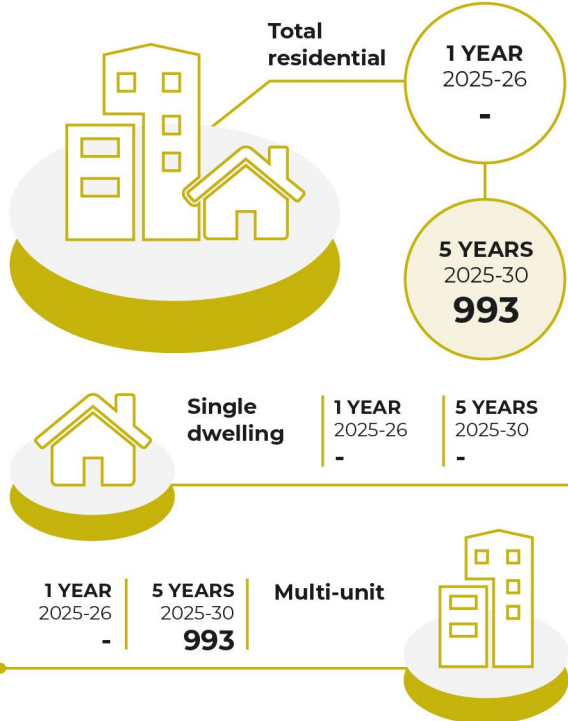 Total
residential
1 YEAR
2025-26
-
5 YEARS
2025-30
993
Single
dwelling
1 YEAR
2025-26
-
5 YEARS
2025-30
-
1 YEAR
2025-26
-
5 YEARS
2025-30
993
Multi-unit